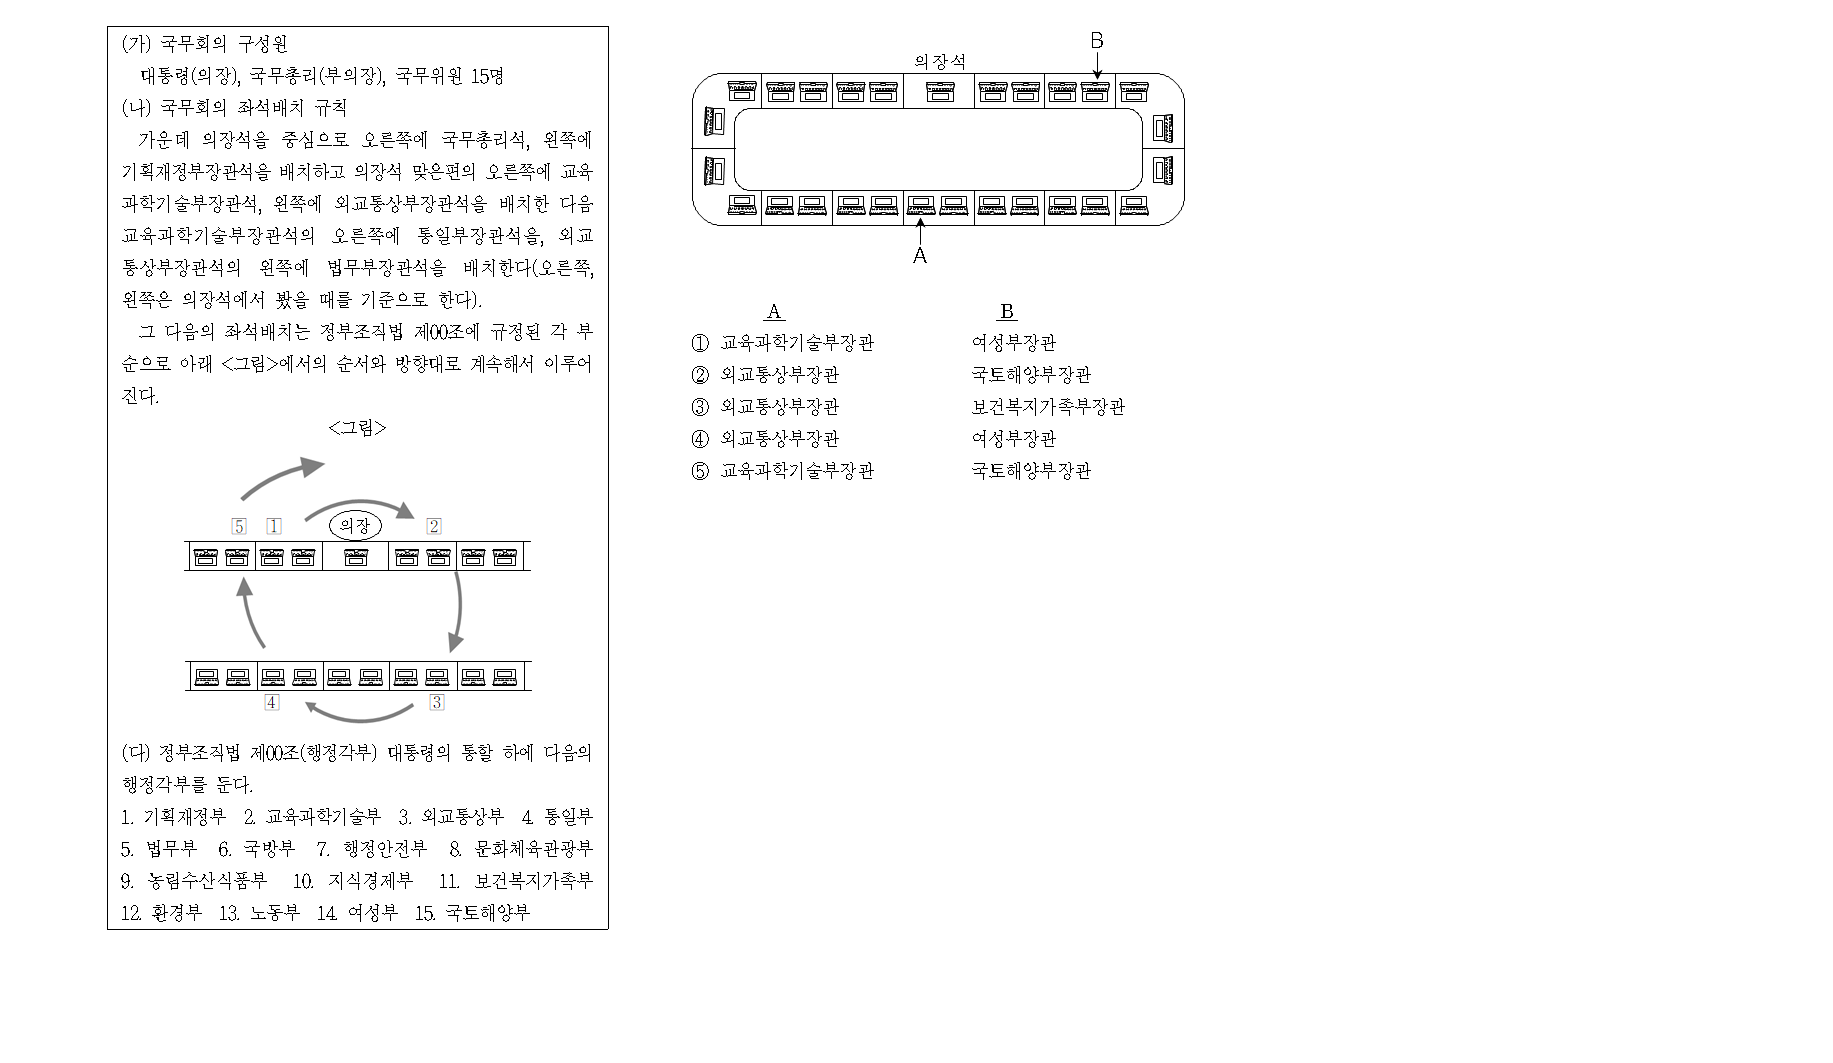 (가) 국무회의 구성원
대통령(의장), 국무총리(부의장), 국무위원 15명
(나) 국무회의 좌석배치 규칙
가운데 의장석을 중심으로 오른쪽에 국무총리석, 왼쪽에
기획재정부장관석을 배치하고 의장석 맞은편의 오른쪽에 교육
과학기술부장관석, 왼쪽에 외교통상부장관석을 배치한 다음
교육과학기술부장관석의 오른쪽에 통일부장관석을, 외교
통상부장관석의 왼쪽에 법무부장관석을 배치한다(오른쪽,
왼쪽은 의장석에서 봤을 때를 기준으로 한다).
그 다음의 좌석배치는 정부조직법 제00조에 규정된 각 부
순으로 아래 <그림>에서의 순서와 방향대로 계속해서 이루어
진다.
<그림>
5 1 의장 2
4 3
(다) 정부조직법 제00조(행정각부) 대통령의 통할 하에 다음의
행정각부를 둔다.
1. 기획재정부 2. 교육과학기술부 3. 외교통상부 4. 통일부
5. 법무부 6. 국방부 7. 행정안전부 8. 문화체육관광부
9. 농림수산식품부 10. 지식경제부 11. 보건복지가족부
12. 환경부 13. 노동부 14. 여성부 15. 국토해양부
B
의장석
A
A B
① 교육과학기술부장관 여성부장관
② 외교통상부장관 국토해양부장관
③ 외교통상부장관 보건복지가족부장관
④ 외교통상부장관 여성부장관
⑤ 교육과학기술부장관 국토해양부장관